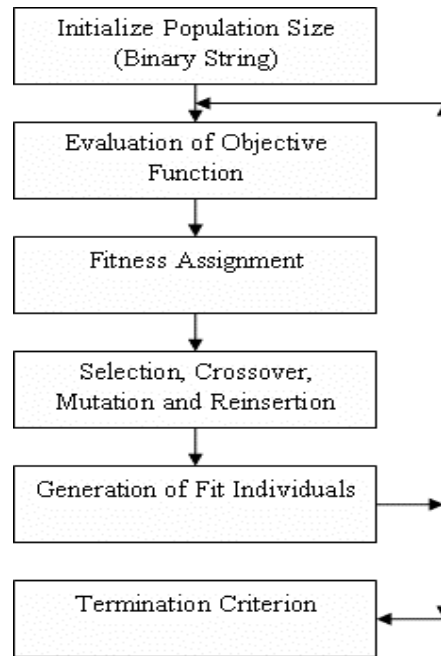 Initialize Population Size
(Binary String)
Evaluation of Objective
Function
Fitness Assignment
Selection, Crossover,
Mutation and Reinsertion
Generation of Fit Individuals
Termination Criterion